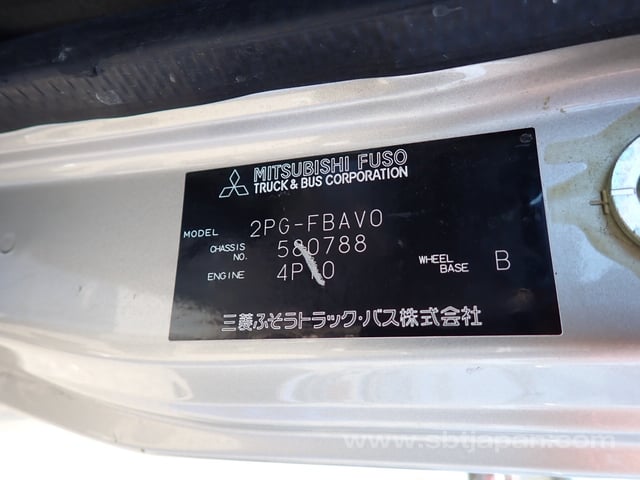 MITSUBISHI FUSO
TRUCK & BUS CORPORATION
MODEL 2PG-FBAV0
CHASSIS NO. 580788
ENGINE 4P10
WHEEL BASE B
三菱ふそうトラック・バス株式会社
www.sbtjapan.com